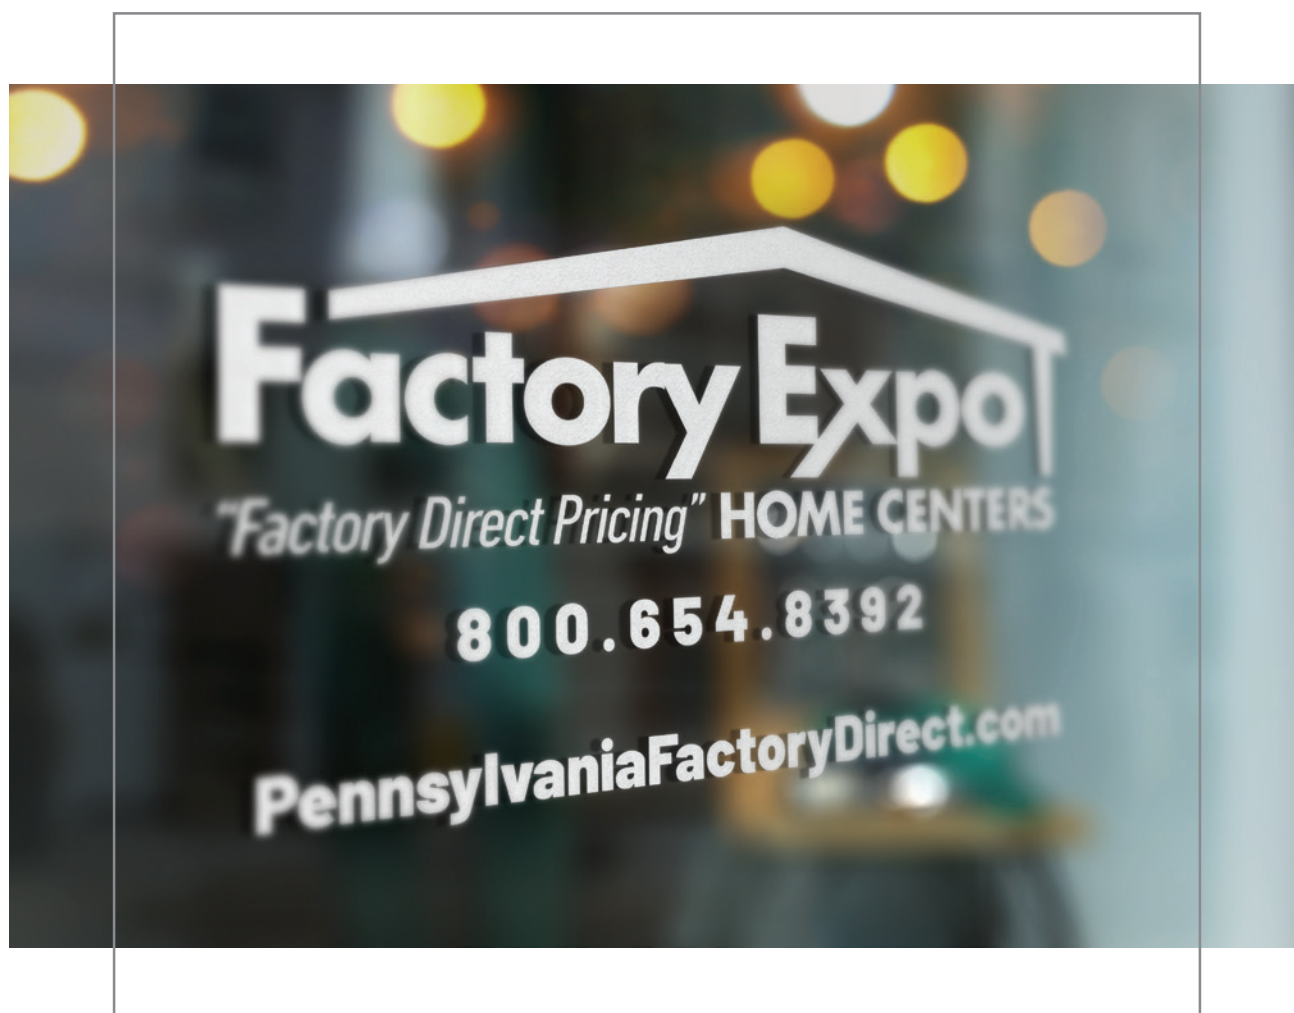 Factory Expo
"Factory Direct Pricing" HOME CENTERS
800.654.8392
PennsylvaniaFactoryDirect.com